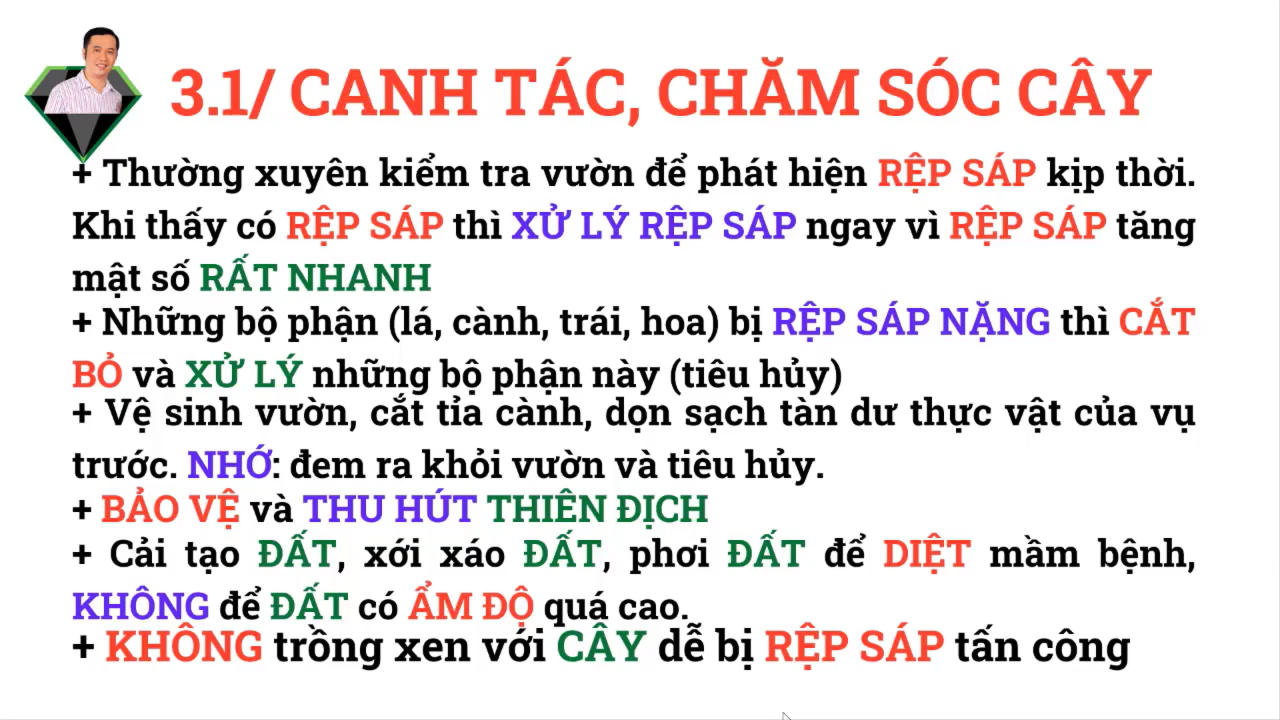 3.1/ CANH TÁC, CHĂM SÓC CÂY
+ Thường xuyên kiểm tra vườn để phát hiện RỆP SÁP kịp thời.
Khi thấy có RỆP SÁP thì XỬ LÝ RỆP SÁP ngay vì RỆP SÁP tăng
mật số RẤT NHANH
+ Những bộ phận (lá, cành, trái, hoa) bị RỆP SÁP NẶNG thì CẮT
BỎ và XỬ LÝ những bộ phận này (tiêu hủy)
+ Vệ sinh vườn, cắt tỉa cành, dọn sạch tàn dư thực vật của vụ
trước. NHỚ: đem ra khỏi vườn và tiêu hủy.
+ BẢO VỆ và THU HÚT THIÊN ĐỊCH
+ Cải tạo ĐẤT, xới xáo ĐẤT, phơi ĐẤT để DIỆT mầm bệnh,
KHÔNG để ĐẤT có ẨM ĐỘ quá cao.
+ KHÔNG trồng xen với CÂY dễ bị RỆP SÁP tấn công